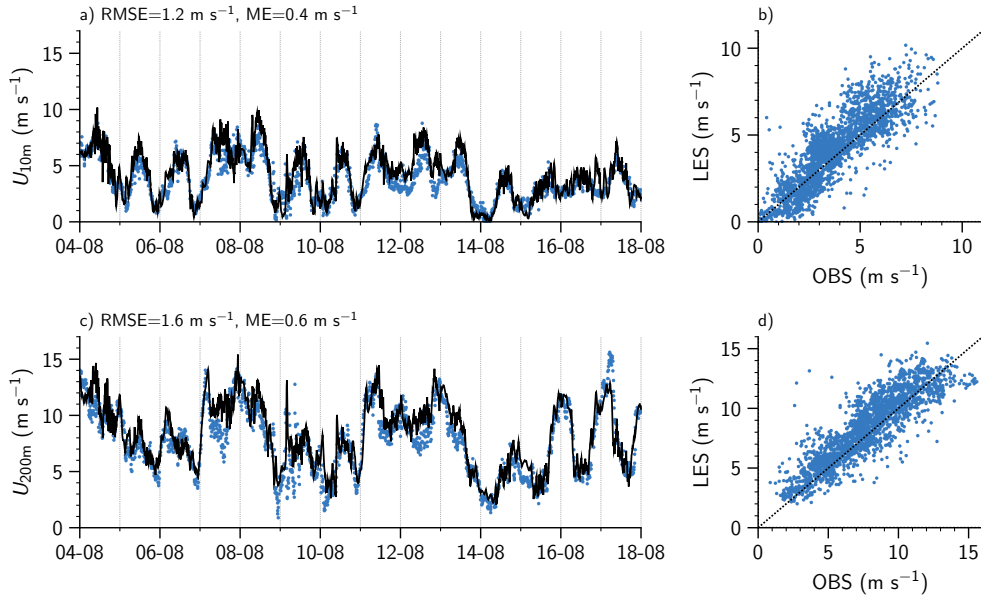 a) RMSE=1.2 m s⁻¹, ME=0.4 m s⁻¹
U₁₀ₘ (m s⁻¹)
15
10
5
0
04-08 06-08 08-08 10-08 12-08 14-08 16-08 18-08
b)
LES (m s⁻¹)
10
5
0
0 5 10
OBS (m s⁻¹)
c) RMSE=1.6 m s⁻¹, ME=0.6 m s⁻¹
U₂₀₀ₘ (m s⁻¹)
15
10
5
0
04-08 06-08 08-08 10-08 12-08 14-08 16-08 18-08
d)
LES (m s⁻¹)
15
10
5
0
0 5 10 15
OBS (m s⁻¹)